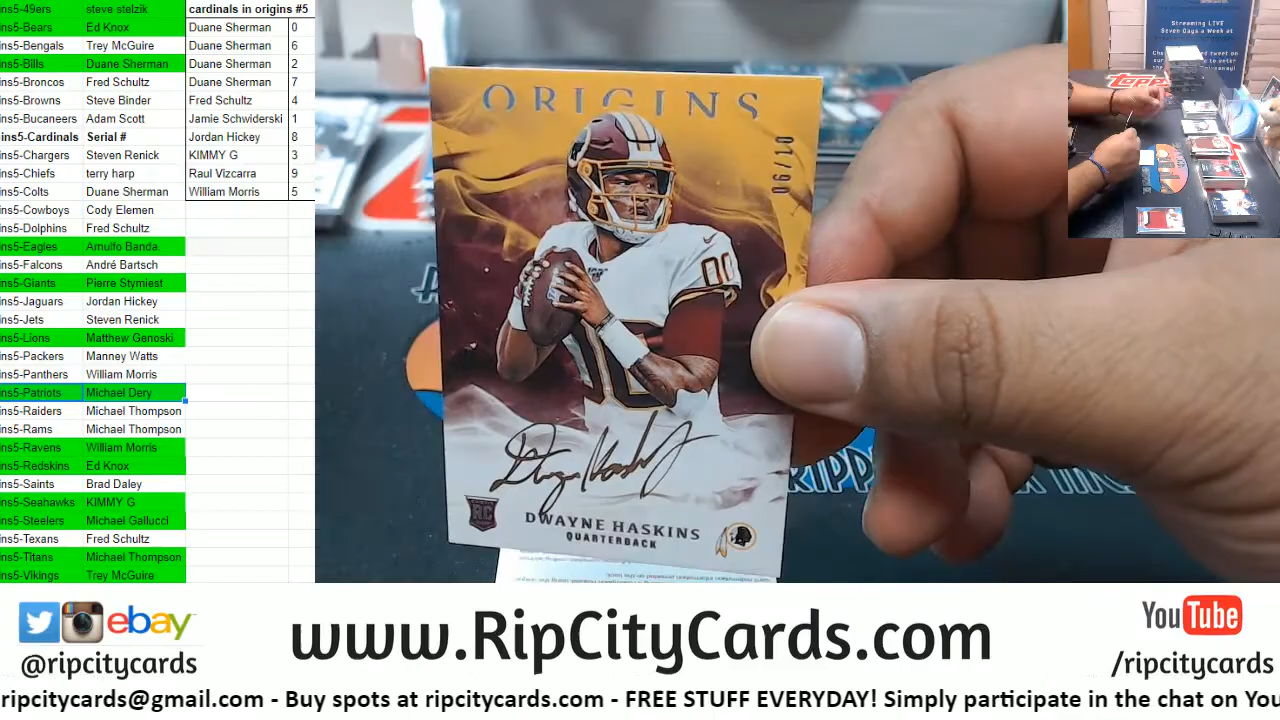 ins5-49ers steve stelzik
ins5-Bears Ed Knox
ins5-Bengals Trey McGuire
ins5-Bills Duane Sherman
ins5-Broncos Fred Schultz
ins5-Browns Steve Binder
ins5-Bucaneers Adam Scott
ins5-Cardinals Serial #
ins5-Chargers Steven Renick
ins5-Chiefs terry harp
ins5-Colts Duane Sherman
ins5-Cowboys Cody Elemen
ins5-Dolphins Fred Schultz
ins5-Eagles Arnulfo Banda.
ins5-Falcons André Bartsch
ins5-Giants Pierre Stymiest
ins5-Jaguars Jordan Hickey
ins5-Jets Steven Renick
ins5-Lions Matthew Genoski
ins5-Packers Manney Watts
ins5-Panthers William Morris
ins5-Patriots Michael Dery
ins5-Raiders Michael Thompson
ins5-Rams Michael Thompson
ins5-Ravens William Morris
ins5-Redskins Ed Knox
ins5-Saints Brad Daley
ins5-Seahawks KIMMY G
ins5-Steelers Michael Gallucci
ins5-Texans Fred Schultz
ins5-Titans Michael Thompson
ins5-Vikings Trey McGuire
cardinals in origins #5
Duane Sherman 0
Duane Sherman 6
Duane Sherman 2
Duane Sherman 7
Fred Schultz 4
Jamie Schwiderski 1
Jordan Hickey 8
KIMMY G 3
Raul Vizcarra 9
William Morris 5
ORIGINS
06/10
00
RC
DWAYNE HASKINS
QUARTERBACK
Streaming LIVE
Seven Days a Week at
topps
ebay
@ripcitycards
www.RipCityCards.com
YouTube
/ripcitycards
ripcitycards@gmail.com - Buy spots at ripcitycards.com - FREE STUFF EVERYDAY! Simply participate in the chat on You